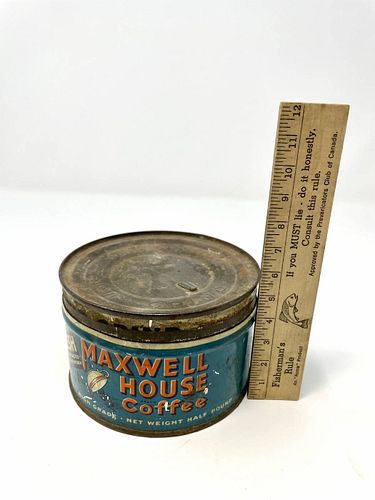 MAXWELL
HOUSE
Coffee
GRADE · NET WEIGHT HALF POUND
1 2 3 4 5 6 7 8 9 10 11 12
If you MUST lie - do it honestly.
Consult this rule.
Approved by the Prevaricators Club of Canada.
Fisherman's
Rule
Product